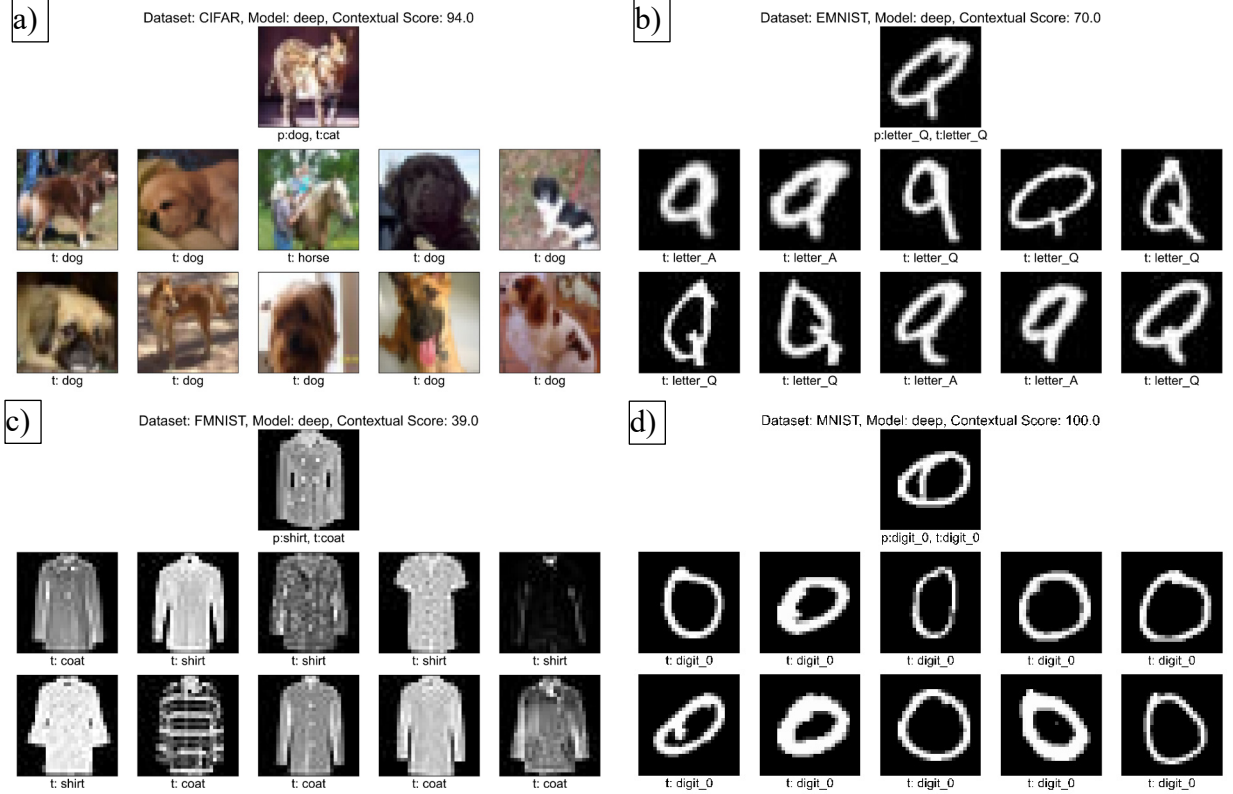 a)
Dataset: CIFAR, Model: deep, Contextual Score: 94.0
p:dog, t:cat
t: dog
t: dog
t: horse
t: dog
t: dog
t: dog
t: dog
t: dog
t: dog
t: dog
b)
Dataset: EMNIST, Model: deep, Contextual Score: 70.0
p:letter_Q, t:letter_Q
t: letter_A
t: letter_A
t: letter_Q
t: letter_Q
t: letter_Q
t: letter_Q
t: letter_Q
t: letter_A
t: letter_A
t: letter_Q
c)
Dataset: FMNIST, Model: deep, Contextual Score: 39.0
p:shirt, t:coat
t: coat
t: shirt
t: shirt
t: shirt
t: shirt
t: shirt
t: coat
t: coat
t: coat
t: coat
d)
Dataset: MNIST, Model: deep, Contextual Score: 100.0
p:digit_0, t:digit_0
t: digit_0
t: digit_0
t: digit_0
t: digit_0
t: digit_0
t: digit_0
t: digit_0
t: digit_0
t: digit_0
t: digit_0